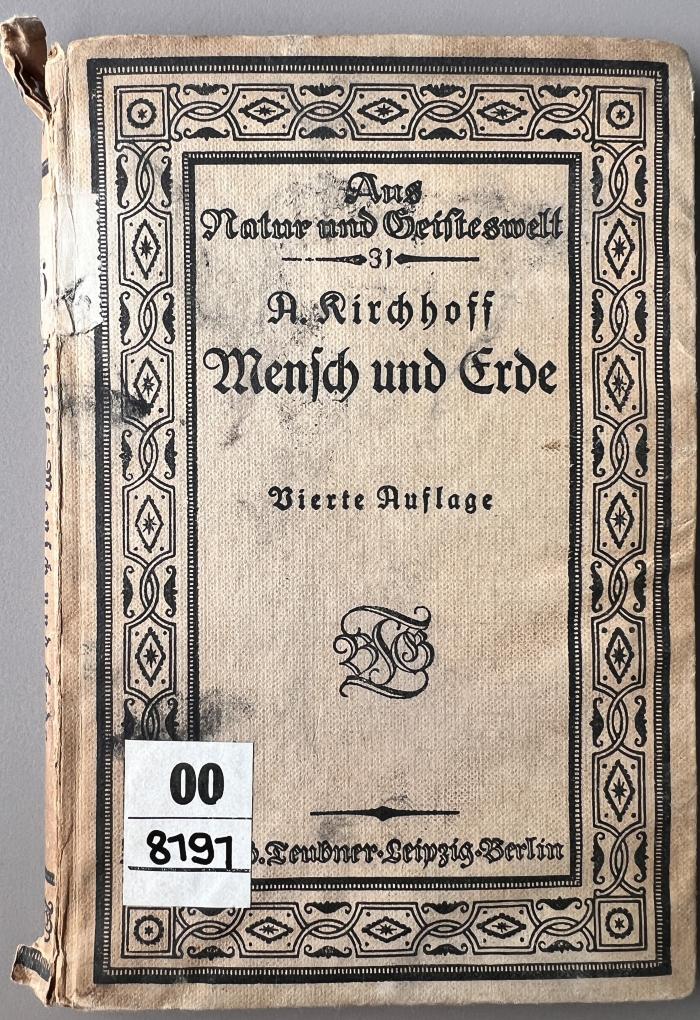 Aus
Natur und Geisteswelt
31
A. Kirchhoff
Mensch und Erde
Vierte Auflage
00
8191
Teubner·Leipzig·Berlin